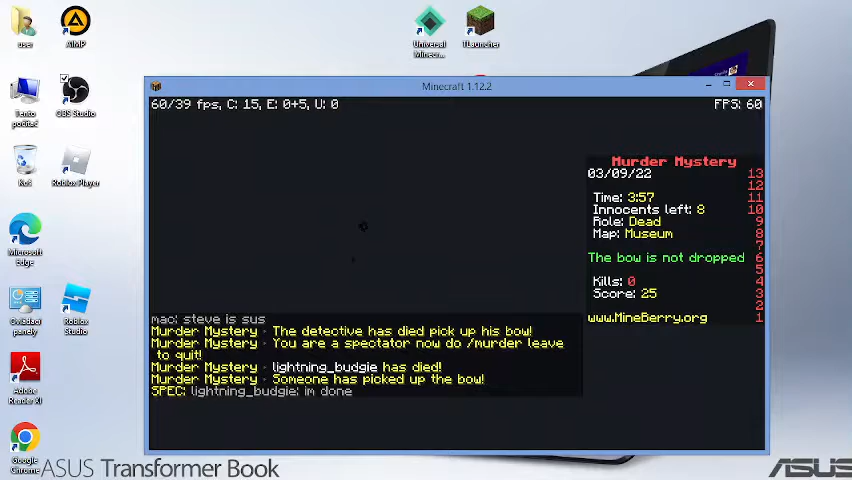 user
AIMP
Universal
Minecr...
TLauncher
Tento
počítač
OBS Studio
Koš
Roblox Player
Microsoft
Edge
Ovládací
panely
Roblox
Studio
Adobe
Reader XI
Google
Chrome
Minecraft 1.12.2
60/39 fps, C: 15, E: 0+5, U: 0
FPS: 60
Murder Mystery
03/09/22 13
12
Time: 3:57 11
Innocents left: 8 10
Role: Dead 9
Map: Museum 8
7
The bow is not dropped 6
5
Kills: 0 4
Score: 25 3
2
www.MineBerry.org 1
mao: steve is sus
Murder Mystery - The detective has died pick up his bow!
Murder Mystery - You are a spectator now do /murder leave
to quit!
Murder Mystery - lightning_budgie has died!
Murder Mystery - Someone has picked up the bow!
SPEC: lightning_budgie: im done
ASUS Transformer Book
ASUS